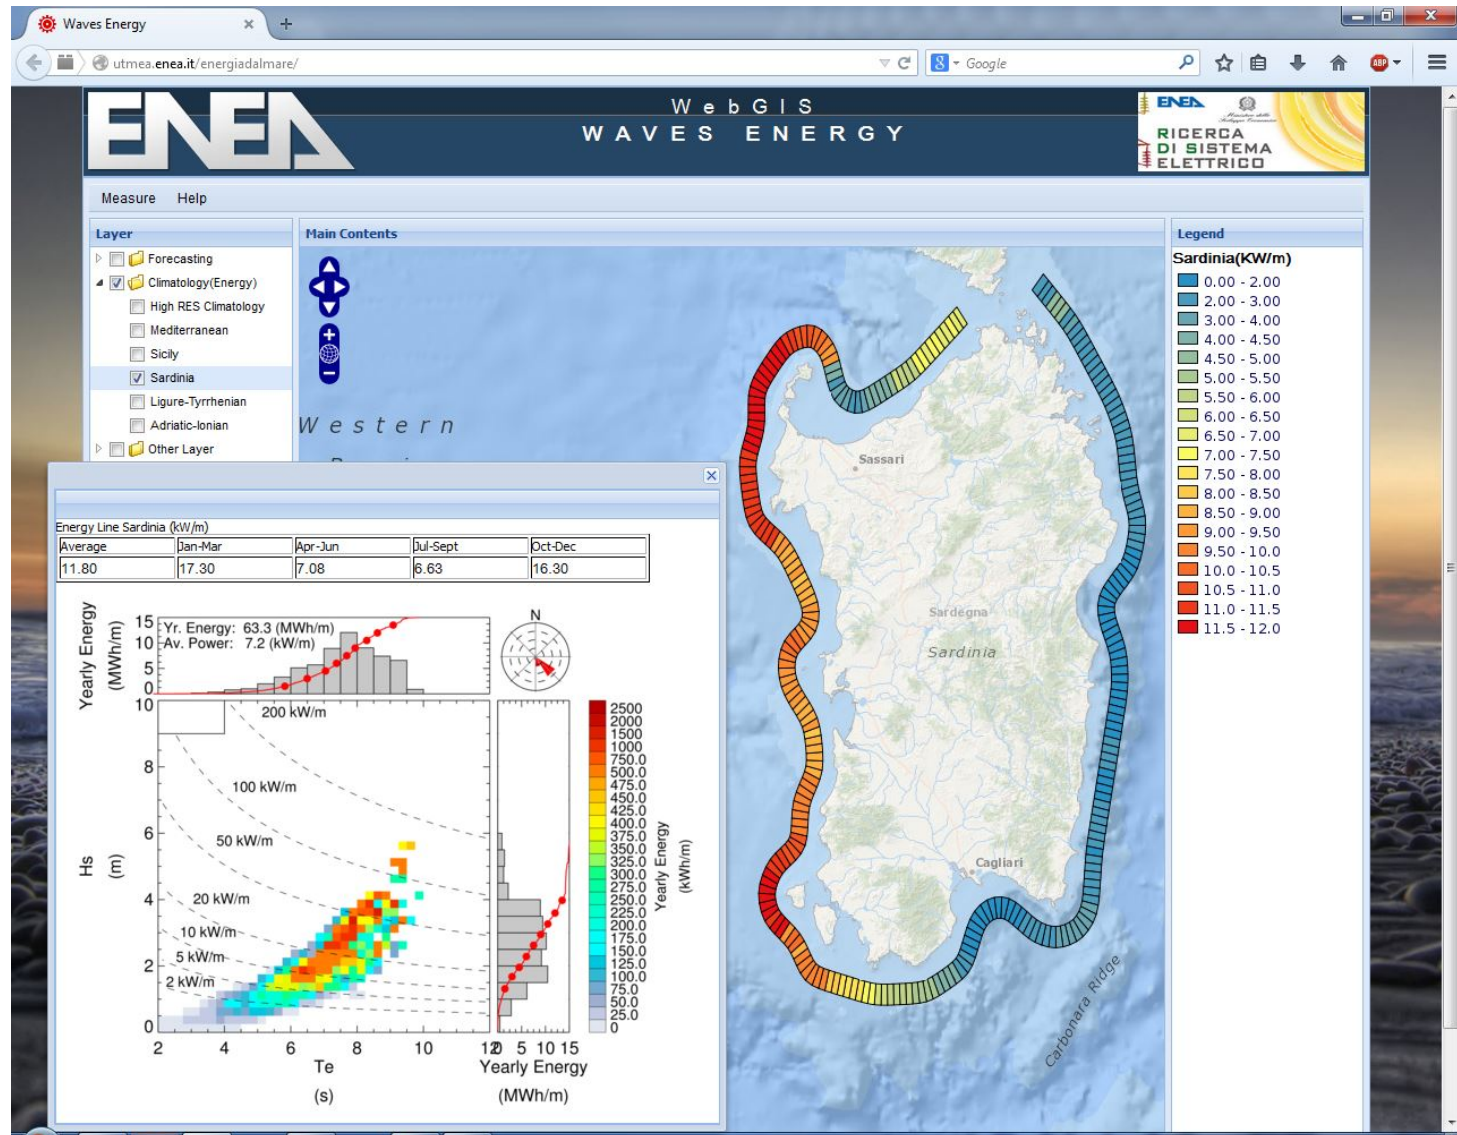 Waves Energy
utmea.enea.it/energiadalmare/
Google
ABP
ENEA
WebGIS
WAVES ENERGY
ENEA
RICERCA
DI SISTEMA
ELETTRICO
Measure Help
Layer
Main Contents
Legend
Forecasting
Climatology(Energy)
High RES Climatology
Mediterranean
Sicily
Sardinia
Ligure-Tyrrhenian
Adriatic-Ionian
Other Layer
Western
Sassari
Sardegna
Sardinia
Cagliari
Carbonara Ridge
Sardinia(KW/m)
0.00 - 2.00
2.00 - 3.00
3.00 - 4.00
4.00 - 4.50
4.50 - 5.00
5.00 - 5.50
5.50 - 6.00
6.00 - 6.50
6.50 - 7.00
7.00 - 7.50
7.50 - 8.00
8.00 - 8.50
8.50 - 9.00
9.00 - 9.50
9.50 - 10.0
10.0 - 10.5
10.5 - 11.0
11.0 - 11.5
11.5 - 12.0
Energy Line Sardinia (kW/m)
Average Jan-Mar Apr-Jun Jul-Sept Oct-Dec
11.80 17.30 7.08 6.63 16.30
Yearly Energy
(MWh/m)
15
10
5
0
Yr. Energy: 63.3 (MWh/m)
Av. Power: 7.2 (kW/m)
N
Hs
(m)
10
8
6
4
2
0
200 kW/m
100 kW/m
50 kW/m
20 kW/m
10 kW/m
5 kW/m
2 kW/m
2 4 6 8 10 12
Te
(s)
0 5 10 15
Yearly Energy
(MWh/m)
2500
2000
1500
1000
750.0
500.0
475.0
450.0
425.0
400.0
375.0
350.0
325.0
300.0
275.0
250.0
225.0
200.0
175.0
150.0
125.0
100.0
75.0
50.0
25.0
0
Yearly Energy
(kWh/m)